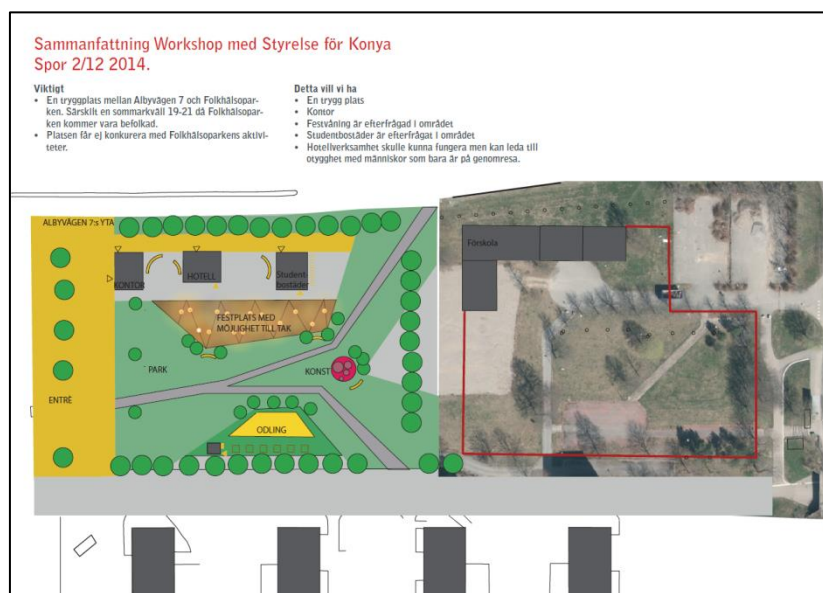 Sammanfattning Workshop med Styrelse för Konya
Spor 2/12 2014.
Viktigt
• En tryggplats mellan Albyvägen 7 och Folkhälsopar-
ken. Särskilt en sommarkväll 19-21 då Folkhälsopar-
ken kommer vara befolkad.
• Platsen får ej konkurera med Folkhälsoparkens aktivi-
teter.
Detta vill vi ha
• En trygg plats
• Kontor
• Festvåning är efterfrågad i området
• Studentbostäder är efterfrågat i området
• Hotellverksamhet skulle kunna fungera men kan leda till
otygghet med människor som bara är på genomresa.
ALBYVÄGEN 7:s YTA
KONTOR
HOTELL
Student-
bostäder
Förskola
FESTPLATS MED
MÖJLIGHET TILL TAK
PARK
KONST
ENTRÈ
ODLING